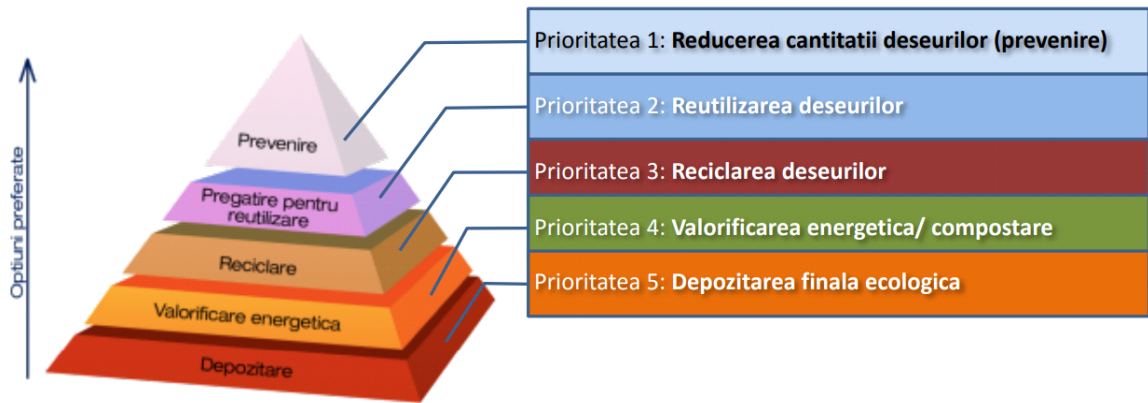 Optiuni preferate
Prevenire
Pregatire pentru
reutilizare
Reciclare
Valorificare energetica
Depozitare
Prioritatea 1: Reducerea cantitatii deseurilor (prevenire)
Prioritatea 2: Reutilizarea deseurilor
Prioritatea 3: Reciclarea deseurilor
Prioritatea 4: Valorificarea energetica/ compostare
Prioritatea 5: Depozitarea finala ecologica